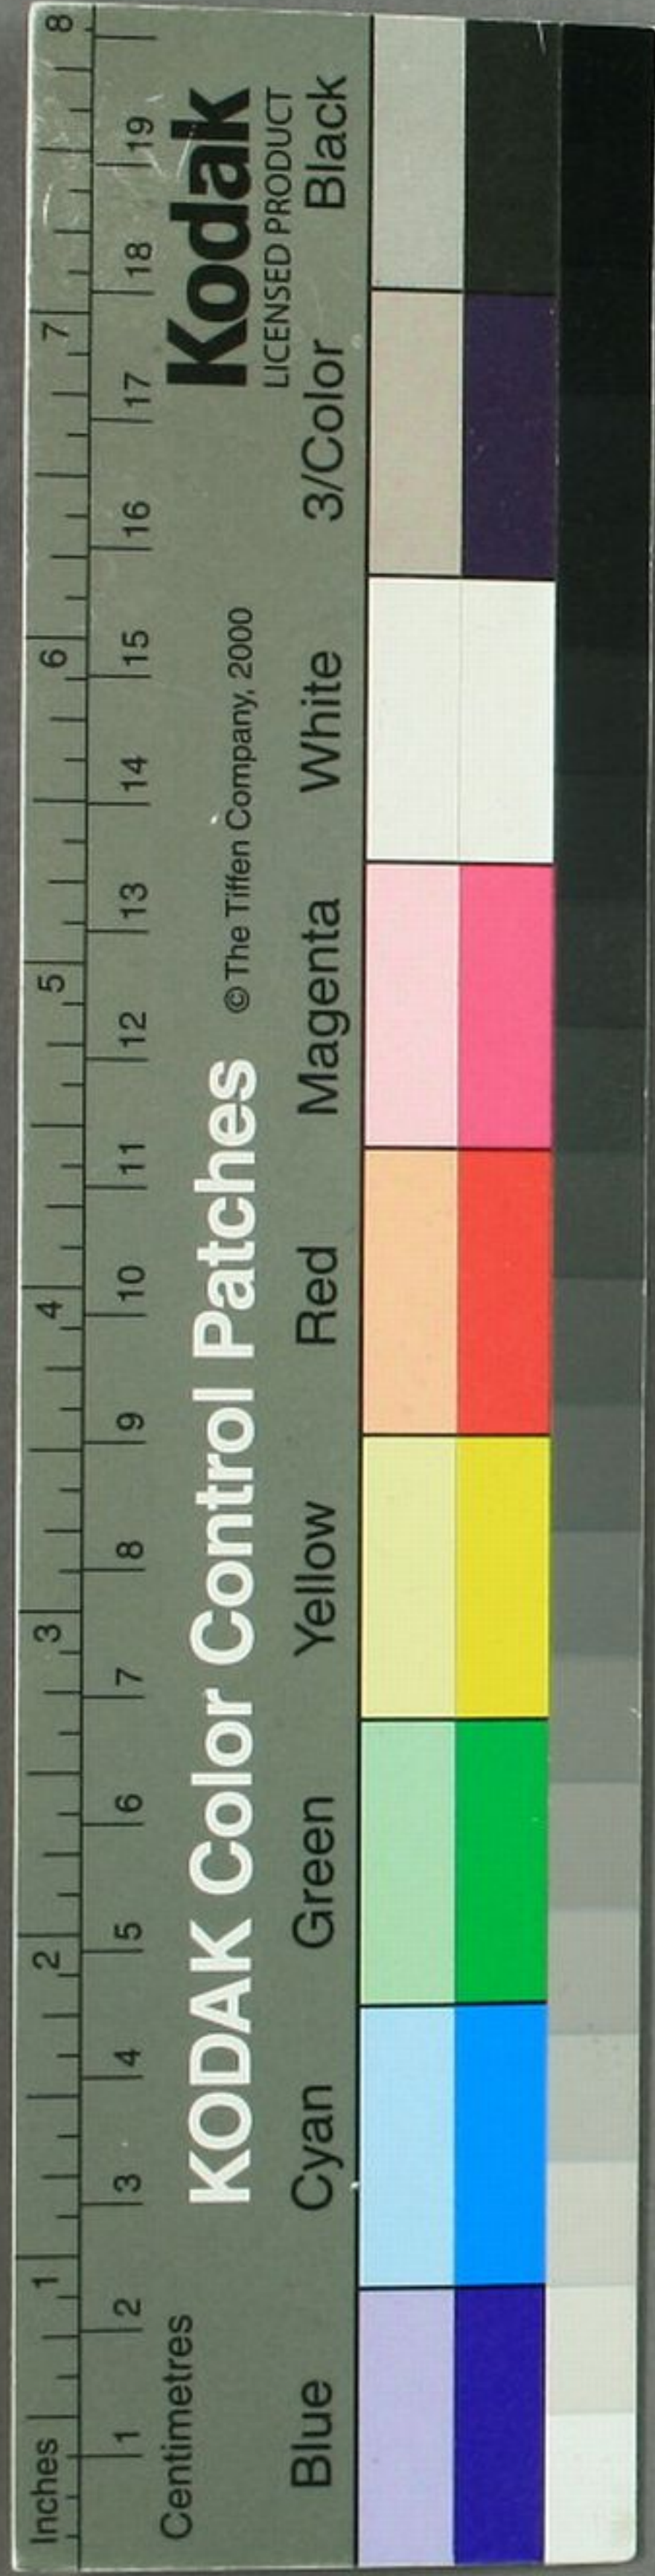 Inches 1 2 3 4 5 6 7 8
1 2 3 4 5 6 7 8 9 10 11 12 13 14 15 16 17 18 19
Centimetres
KODAK Color Control Patches © The Tiffen Company, 2000
Kodak
LICENSED PRODUCT
Blue Cyan Green Yellow Red Magenta White 3/Color Black